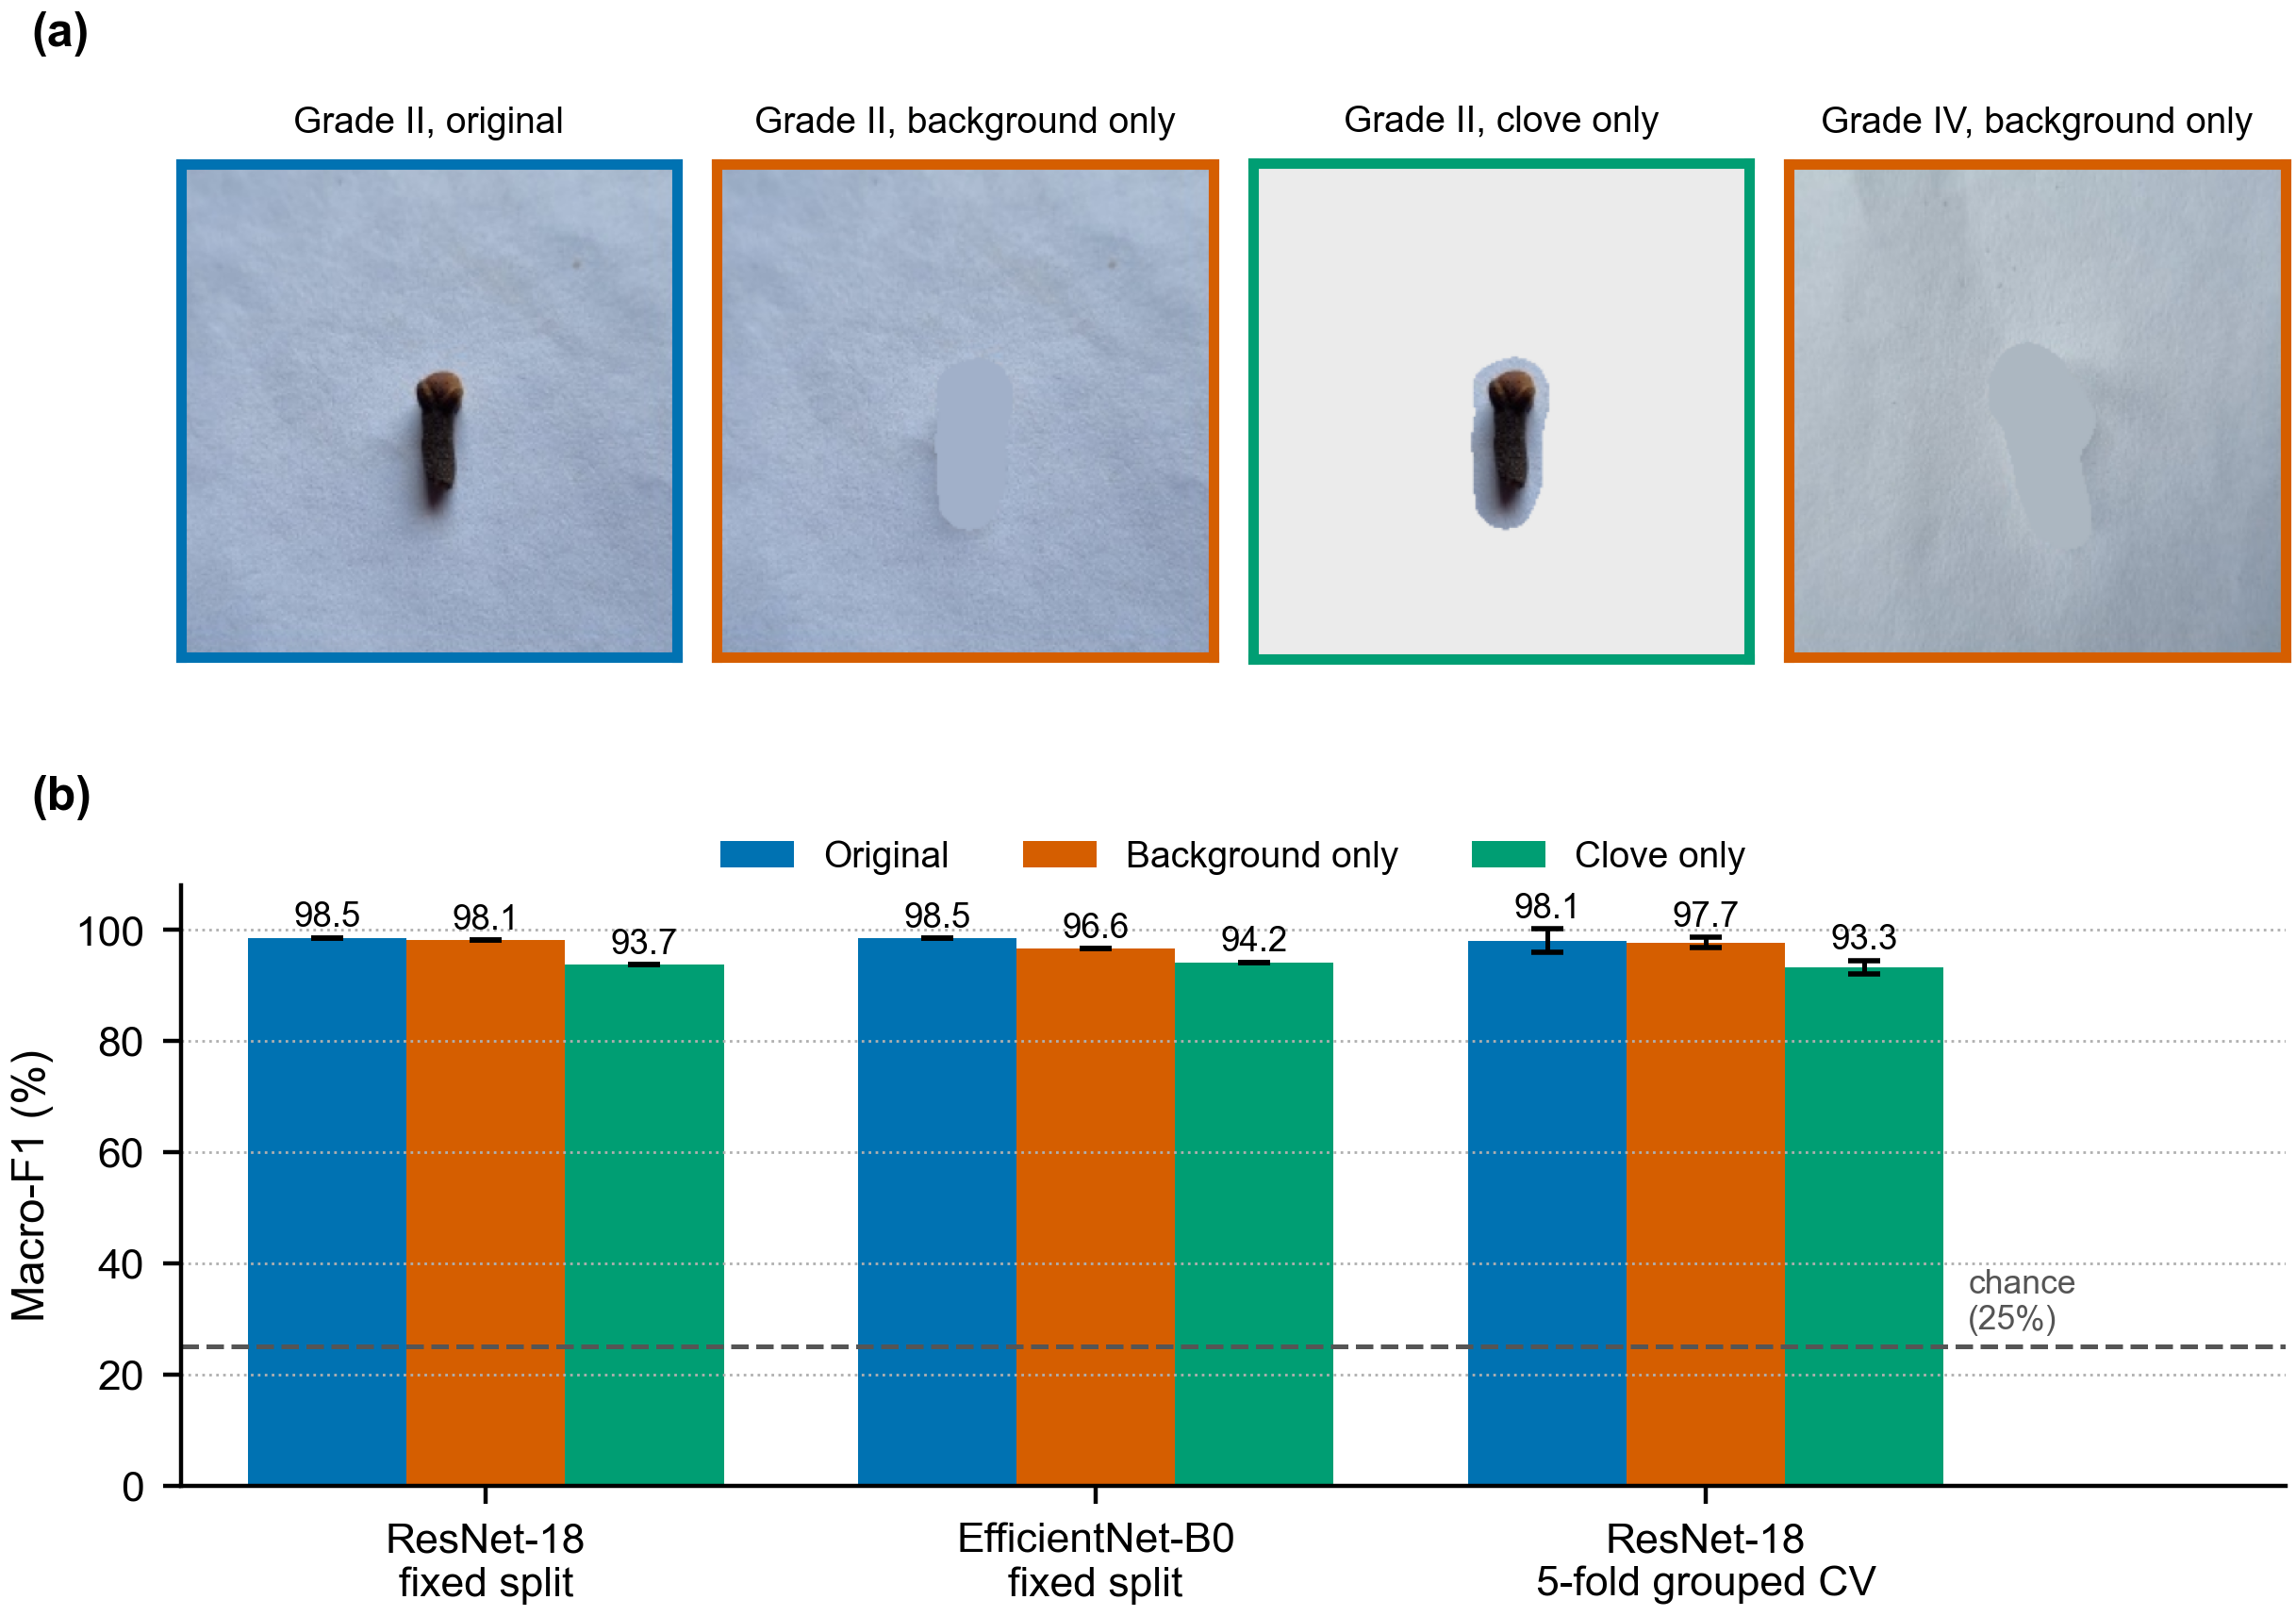 (a)
Grade II, original
Grade II, background only
Grade II, clove only
Grade IV, background only
(b)
Original
Background only
Clove only
Macro-F1 (%)
100
80
60
40
20
0
98.5
98.1
93.7
98.5
96.6
94.2
98.1
97.7
93.3
chance
(25%)
ResNet-18
fixed split
EfficientNet-B0
fixed split
ResNet-18
5-fold grouped CV